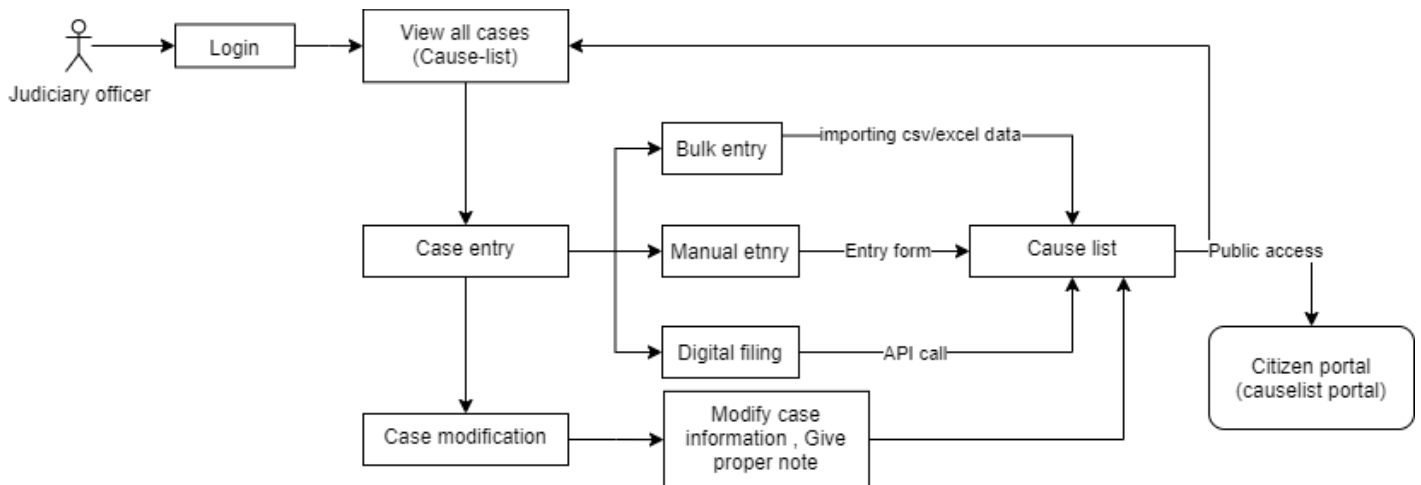 Judiciary officer
Login
View all cases
(Cause-list)
Bulk entry
importing csv/excel data
Case entry
Manual etnry
Entry form
Cause list
Public access
Digital filing
API call
Citizen portal
(causelist portal)
Case modification
Modify case
information , Give
proper note